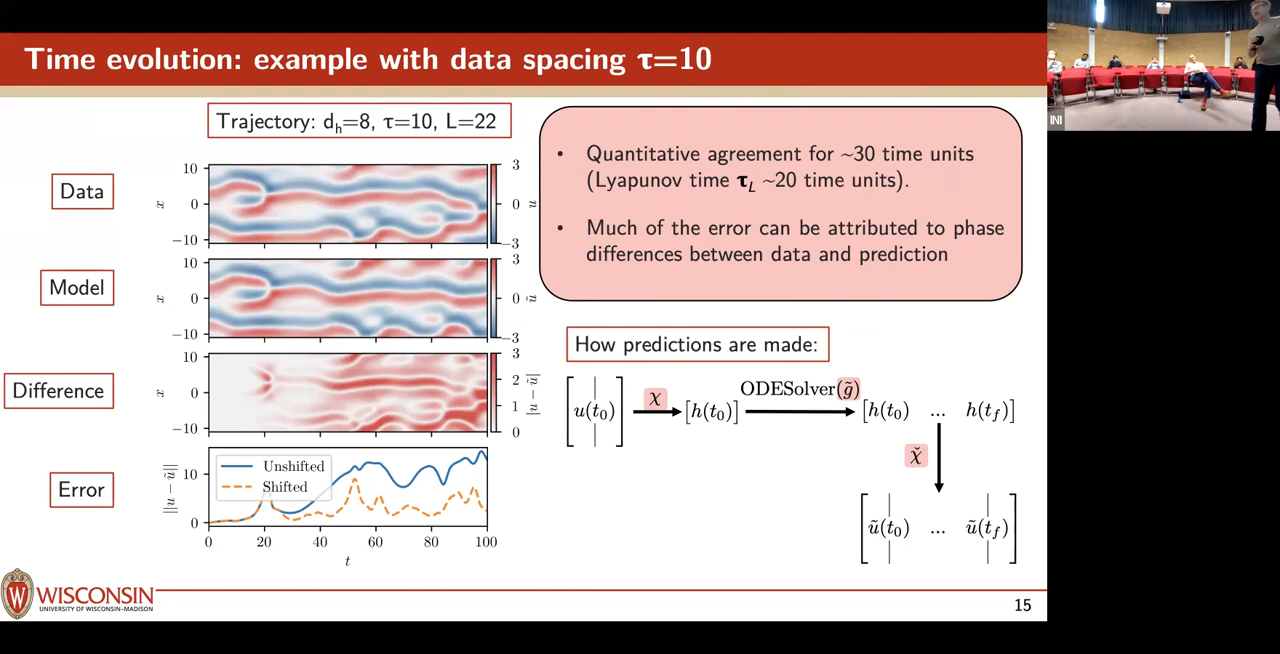 Time evolution: example with data spacing τ=10
Trajectory: d_h=8, τ=10, L=22
Data
10
0
−10
x
3
0
−3
u
Model
10
0
−10
x
3
0
−3
ũ
Difference
10
0
−10
x
3
2
1
0
|u − ũ|
Error
10
0
||u − ũ||
Unshifted
Shifted
0 20 40 60 80 100
t
• Quantitative agreement for ~30 time units
(Lyapunov time τ_L ~20 time units).
• Much of the error can be attributed to phase
differences between data and prediction
How predictions are made:
u(t₀) χ [h(t₀)] ODESolver(g̃) [h(t₀) ... h(t_f)]
χ̌
ũ(t₀) ... ũ(t_f)
W
WISCONSIN
UNIVERSITY OF WISCONSIN–MADISON
15
INI